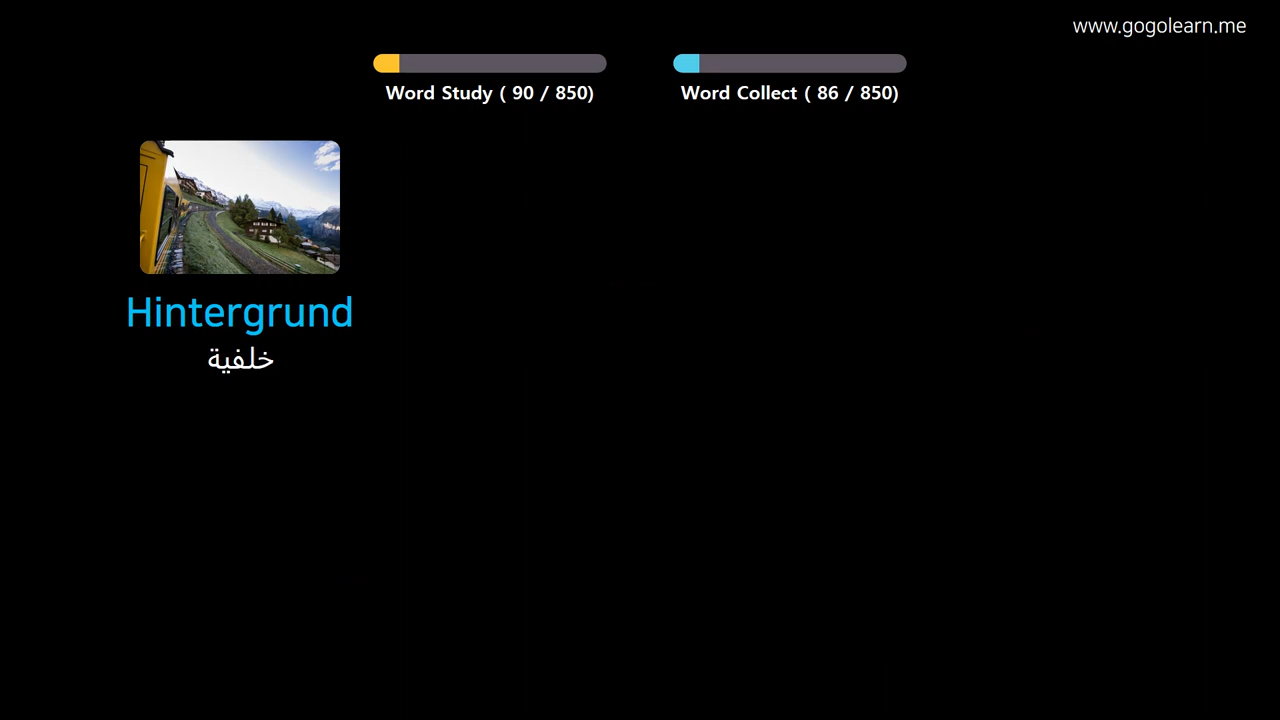 www.gogolearn.me
Word Study ( 90 / 850)
Word Collect ( 86 / 850)
Hintergrund
خلفية